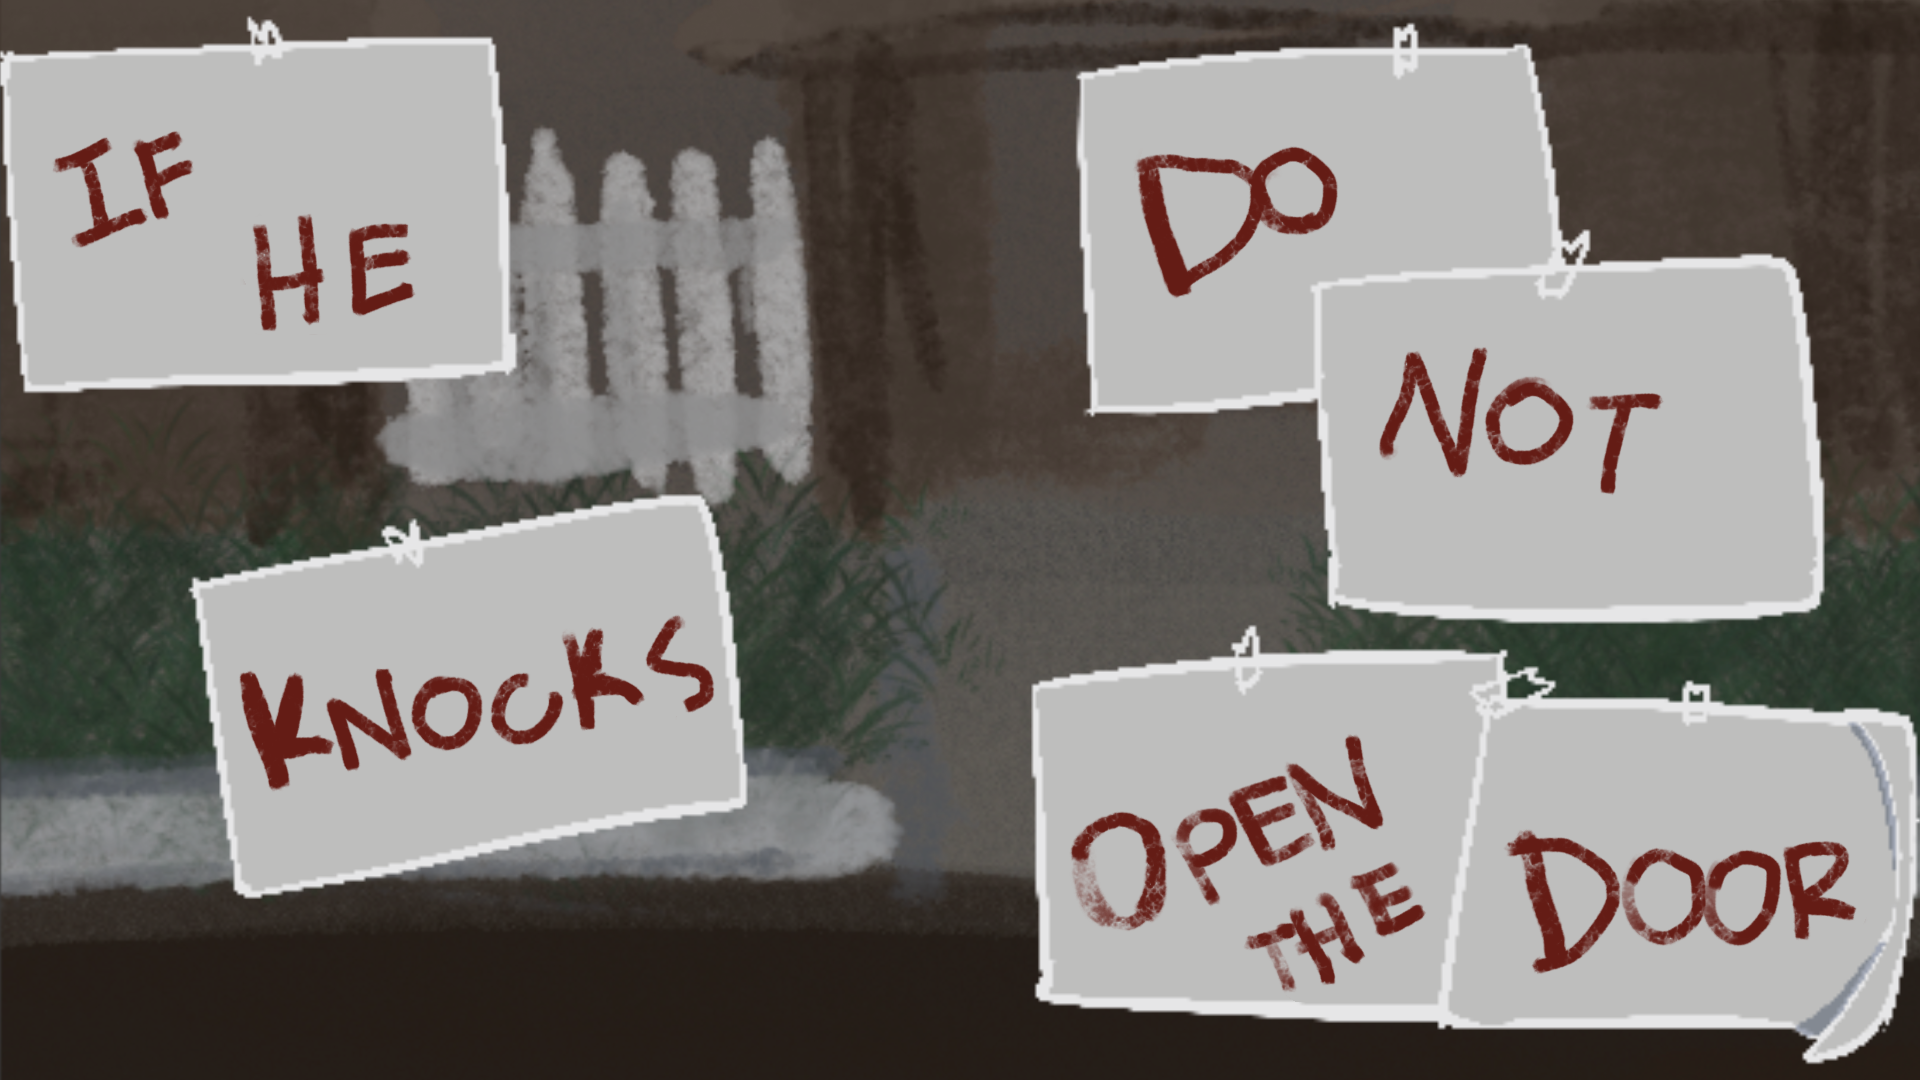 IF
HE
KNOCKS
DO
NOT
OPEN
THE
DOOR